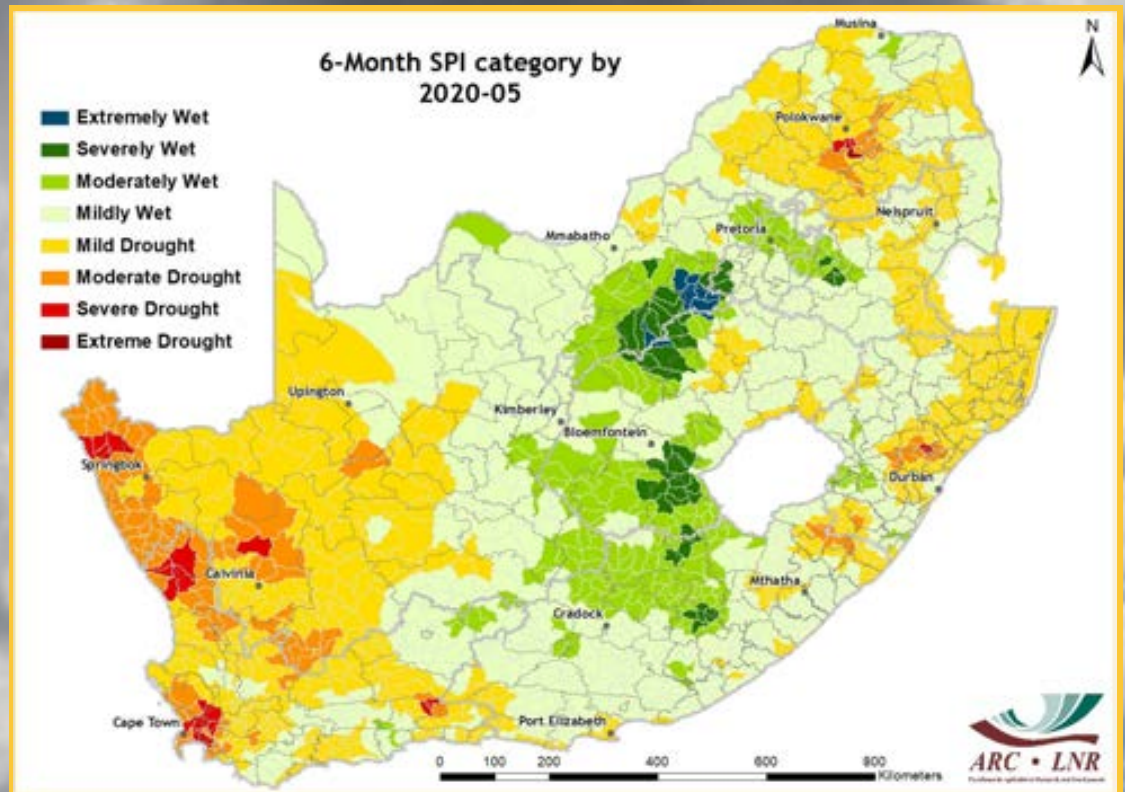 6-Month SPI category by
2020-05
N
Extremely Wet
Severely Wet
Moderately Wet
Mildly Wet
Mild Drought
Moderate Drought
Severe Drought
Extreme Drought
Musina
Polokwane
Nelspruit
Pretoria
Mmabatho
Upington
Kimberley
Bloemfontein
Springbok
Durban
Calvinia
Mthatha
Cradock
Cape Town
Port Elizabeth
0 100 200 400 600 800
Kilometers
ARC • LNR